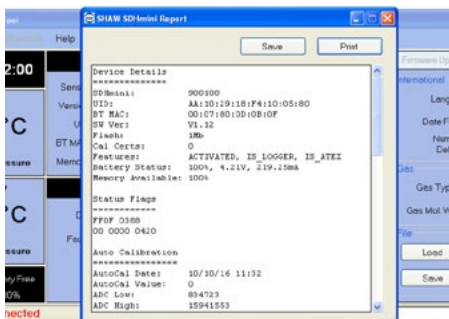 SHAW SDHmini Report
Help
Save
Print
2:00
Device Details
SDHmini: 900100
UID: AA:10:29:18:F4:10:05:80
BT MAC: 00:07:80:0D:0B:0F
SW Ver: V1.12
Flash: 1Mb
Cal Certs: 0
Features: ACTIVATED, IS_LOGGER, IS_ATEX
Battery Status: 100%, 4.21V, 219.25mA
Memory Available: 100%
Status Flags
FF0F 0388
00 0000 0420
Auto Calibration
AutoCal Date: 10/10/16 11:32
AutoCal Value: 0
ADC Low: 834723
ADC High: 15941553
Sens
Versi
U
BT MA
Memo
°C
ssure
°C
ssure
ry Free
0%
nected
Firmware Up
nternational
Lang
Date F
Num
Del
Gas
Gas Typ
Gas Mol. W
File
Load
Save